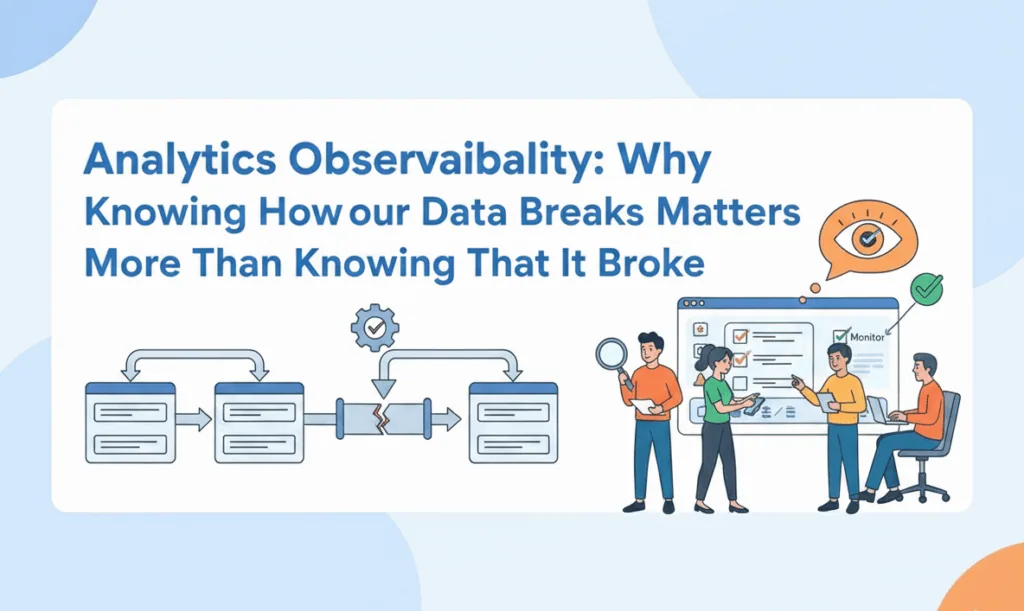 Analytics Observaibality: Why
Knowing How our Data Breaks Matters
More Than Knowing That It Broke
Monitor